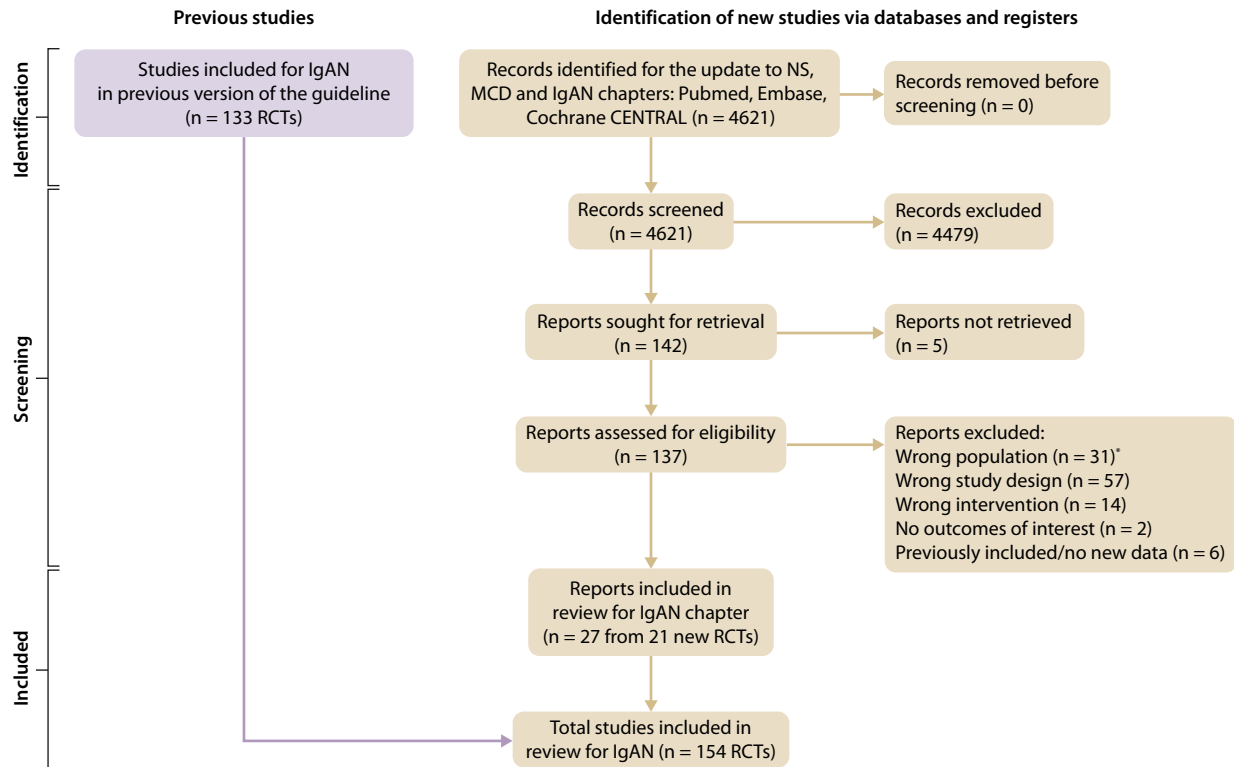 Previous studies
Identification of new studies via databases and registers
Identification
Studies included for IgAN
in previous version of the guideline
(n = 133 RCTs)
Records identified for the update to NS,
MCD and IgAN chapters: Pubmed, Embase,
Cochrane CENTRAL (n = 4621)
Records removed before
screening (n = 0)
Screening
Records screened
(n = 4621)
Records excluded
(n = 4479)
Reports sought for retrieval
(n = 142)
Reports not retrieved
(n = 5)
Reports assessed for eligibility
(n = 137)
Reports excluded:
Wrong population (n = 31)*
Wrong study design (n = 57)
Wrong intervention (n = 14)
No outcomes of interest (n = 2)
Previously included/no new data (n = 6)
Included
Reports included in
review for IgAN chapter
(n = 27 from 21 new RCTs)
Total studies included in
review for IgAN (n = 154 RCTs)